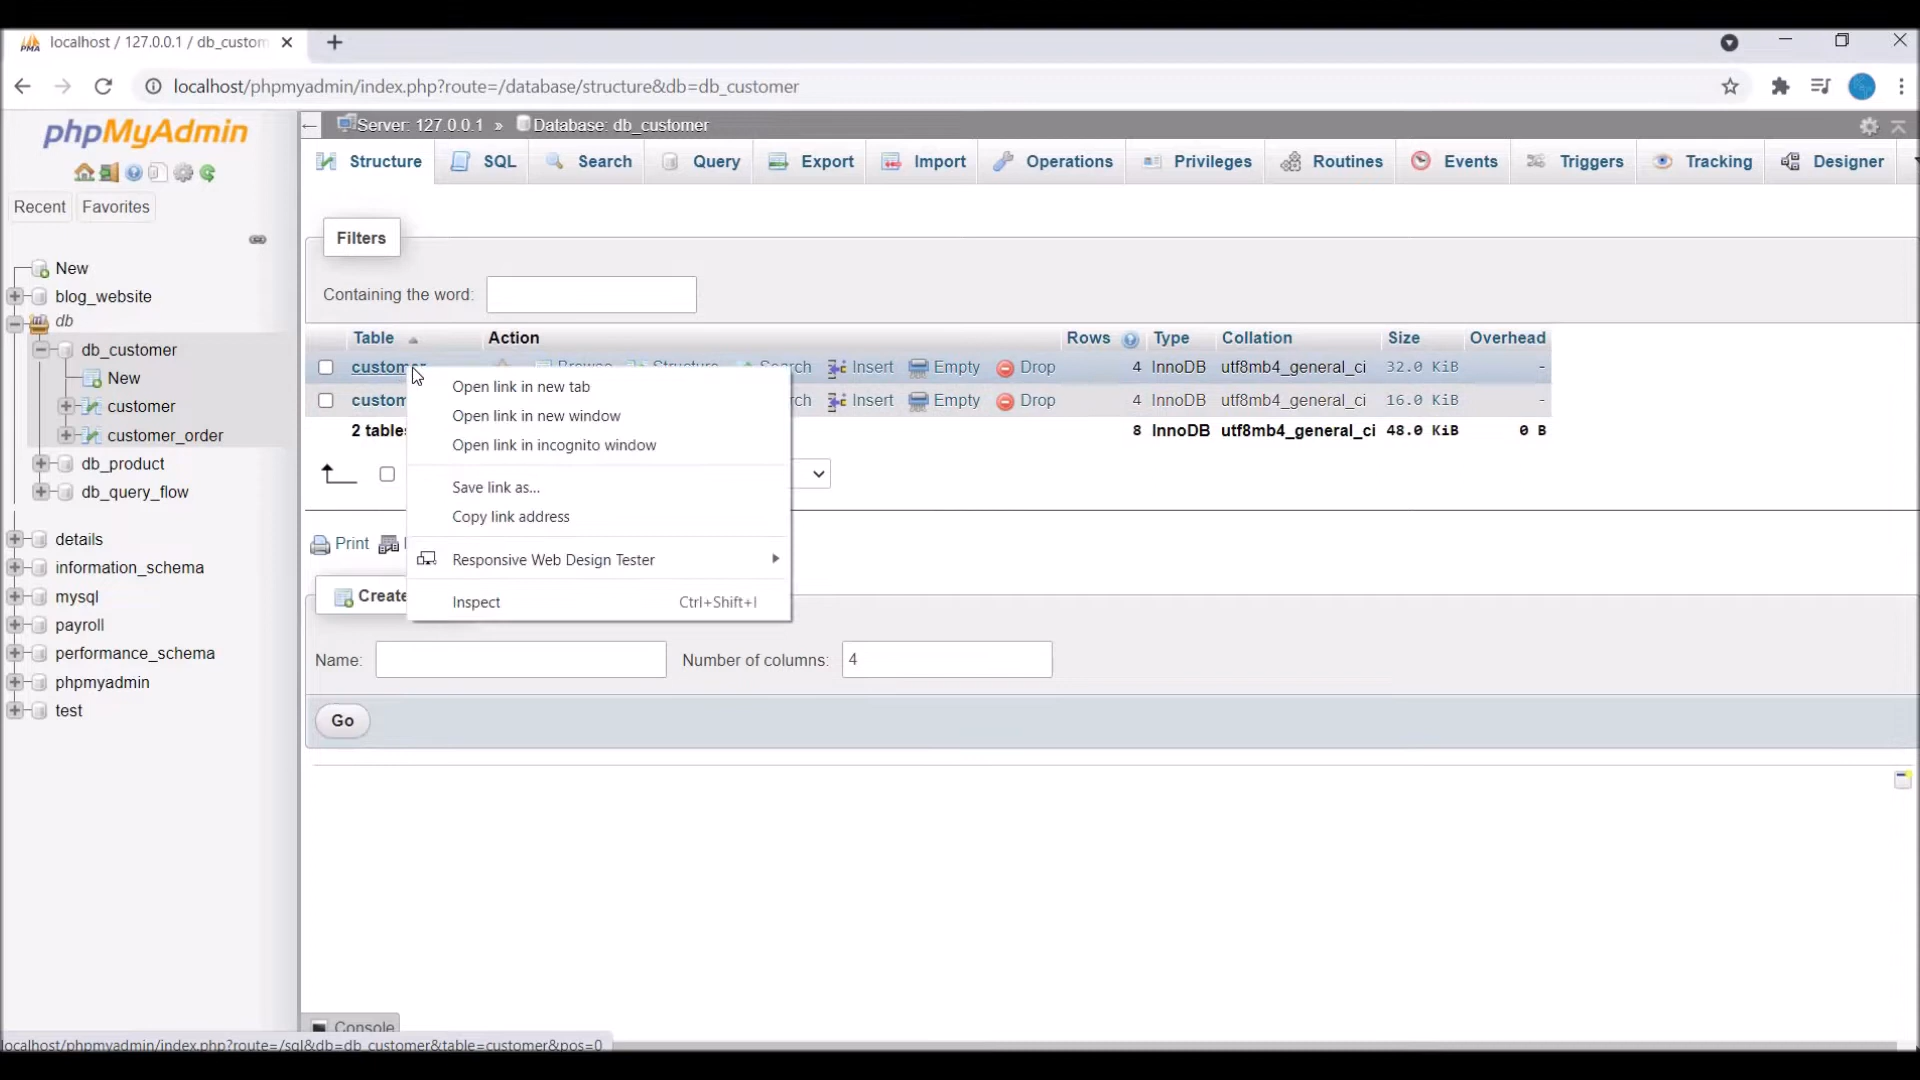 localhost / 127.0.0.1 / db_custom
localhost/phpmyadmin/index.php?route=/database/structure&db=db_customer
phpMyAdmin
Recent
Favorites
New
blog_website
db
db_customer
New
customer
customer_order
db_product
db_query_flow
details
information_schema
mysql
payroll
performance_schema
phpmyadmin
test
Server: 127.0.0.1 » Database: db_customer
Structure SQL Search Query Export Import Operations Privileges Routines Events Triggers Tracking Designer
Filters
Containing the word:
Table Action Rows Type Collation Size Overhead
customer Browse Structure Search Insert Empty Drop 4 InnoDB utf8mb4_general_ci 32.0 KiB -
custom ch Insert Empty Drop 4 InnoDB utf8mb4_general_ci 16.0 KiB -
2 tables 8 InnoDB utf8mb4_general_ci 48.0 KiB 0 B
Open link in new tab
Open link in new window
Open link in incognito window
Save link as...
Copy link address
Responsive Web Design Tester
Inspect Ctrl+Shift+I
Print
Create
Name:
Number of columns: 4
Go
Console
localhost/phpmyadmin/index.php?route=/sql&db=db_customer&table=customer&pos=0